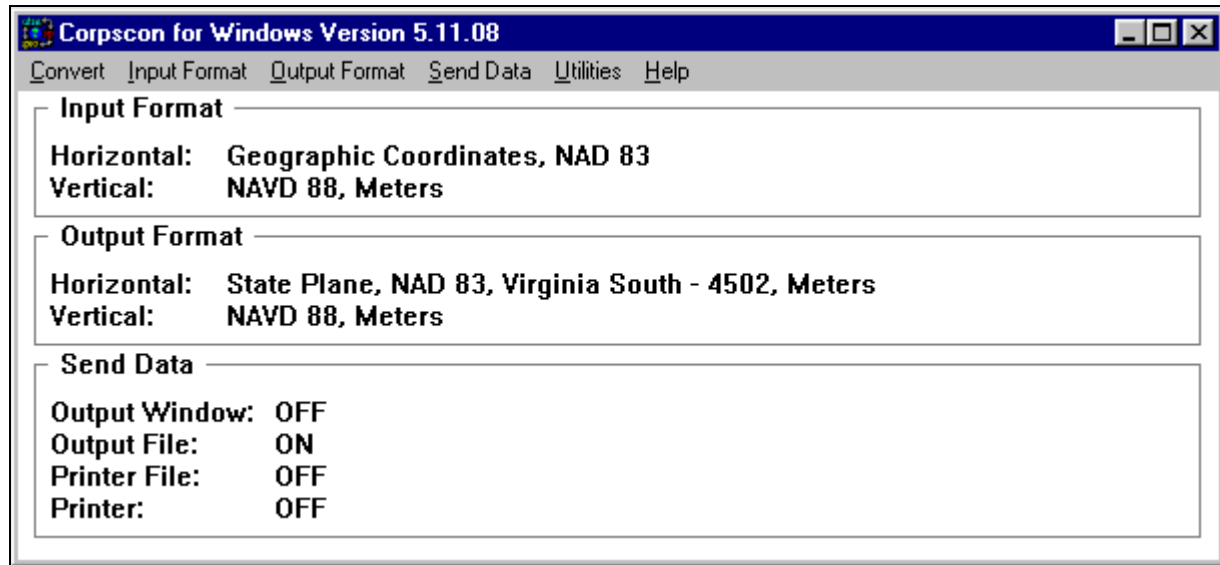 Corpscon for Windows Version 5.11.08
Convert Input Format Output Format Send Data Utilities Help
Input Format
Horizontal: Geographic Coordinates, NAD 83
Vertical: NAVD 88, Meters
Output Format
Horizontal: State Plane, NAD 83, Virginia South - 4502, Meters
Vertical: NAVD 88, Meters
Send Data
Output Window: OFF
Output File: ON
Printer File: OFF
Printer: OFF